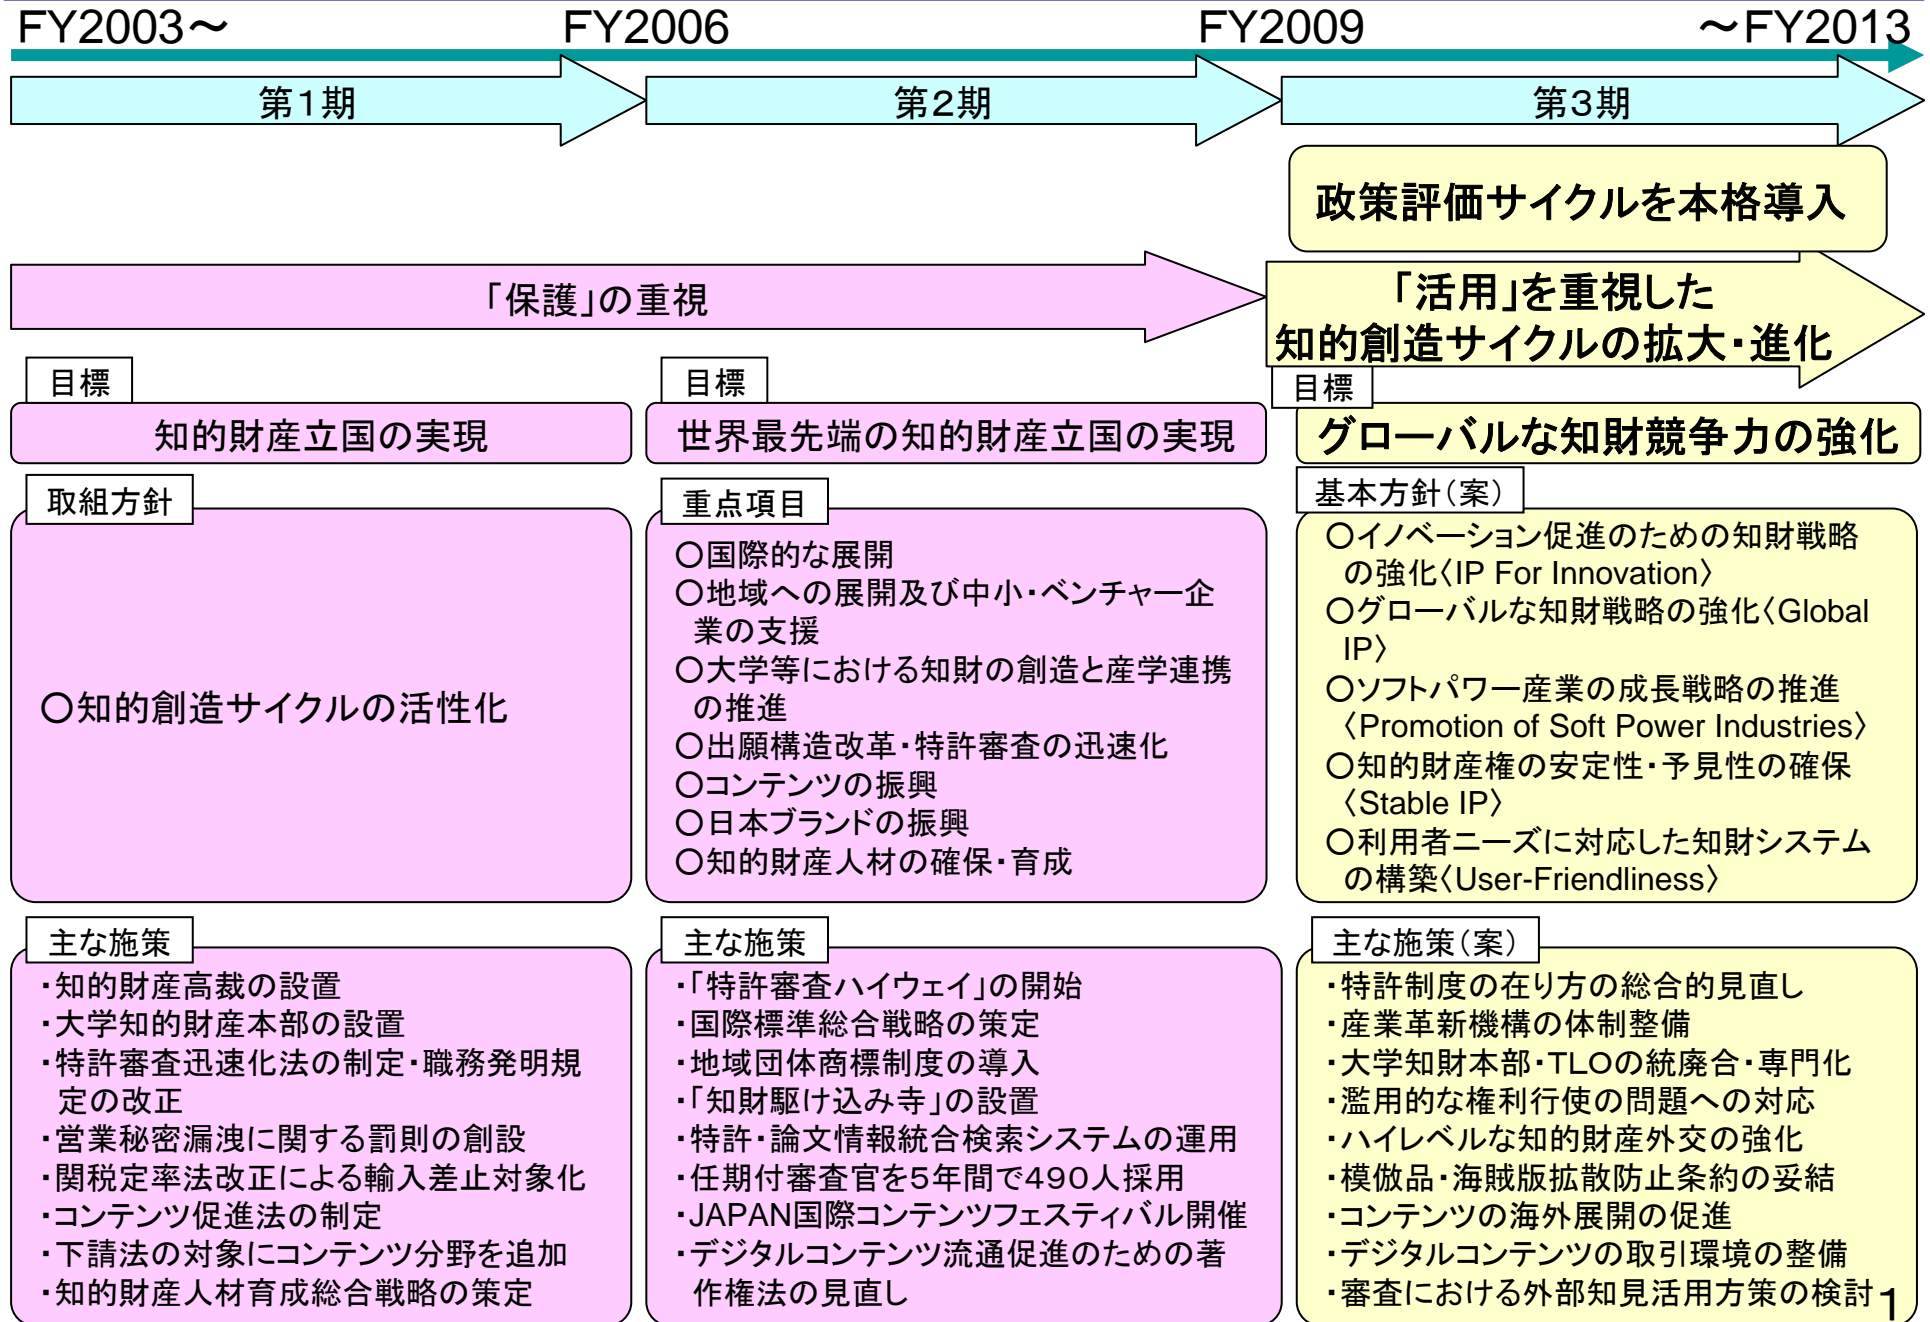 FY2003～ FY2006 FY2009 ～FY2013
第１期 第２期 第３期
政策評価サイクルを本格導入
「保護」の重視
「活用」を重視した
知的創造サイクルの拡大・進化
目標
知的財産立国の実現
目標
世界最先端の知的財産立国の実現
目標
グローバルな知財競争力の強化
取組方針
○知的創造サイクルの活性化
重点項目
○国際的な展開
○地域への展開及び中小・ベンチャー企
業の支援
○大学等における知財の創造と産学連携
の推進
○出願構造改革・特許審査の迅速化
○コンテンツの振興
○日本ブランドの振興
○知的財産人材の確保・育成
基本方針（案）
○イノベーション促進のための知財戦略
の強化〈IP For Innovation〉
○グローバルな知財戦略の強化〈Global
IP〉
○ソフトパワー産業の成長戦略の推進
〈Promotion of Soft Power Industries〉
○知的財産権の安定性・予見性の確保
〈Stable IP〉
○利用者ニーズに対応した知財システム
の構築〈User-Friendliness〉
主な施策
・知的財産高裁の設置
・大学知的財産本部の設置
・特許審査迅速化法の制定・職務発明規
定の改正
・営業秘密漏洩に関する罰則の創設
・関税定率法改正による輸入差止対象化
・コンテンツ促進法の制定
・下請法の対象にコンテンツ分野を追加
・知的財産人材育成総合戦略の策定
主な施策
・「特許審査ハイウェイ」の開始
・国際標準総合戦略の策定
・地域団体商標制度の導入
・「知財駆け込み寺」の設置
・特許・論文情報統合検索システムの運用
・任期付審査官を５年間で４９０人採用
・JAPAN国際コンテンツフェスティバル開催
・デジタルコンテンツ流通促進のための著
作権法の見直し
主な施策（案）
・特許制度の在り方の総合的見直し
・産業革新機構の体制整備
・大学知財本部・TLOの統廃合・専門化
・濫用的な権利行使の問題への対応
・ハイレベルな知的財産外交の強化
・模倣品・海賊版拡散防止条約の妥結
・コンテンツの海外展開の促進
・デジタルコンテンツの取引環境の整備
・審査における外部知見活用方策の検討
1